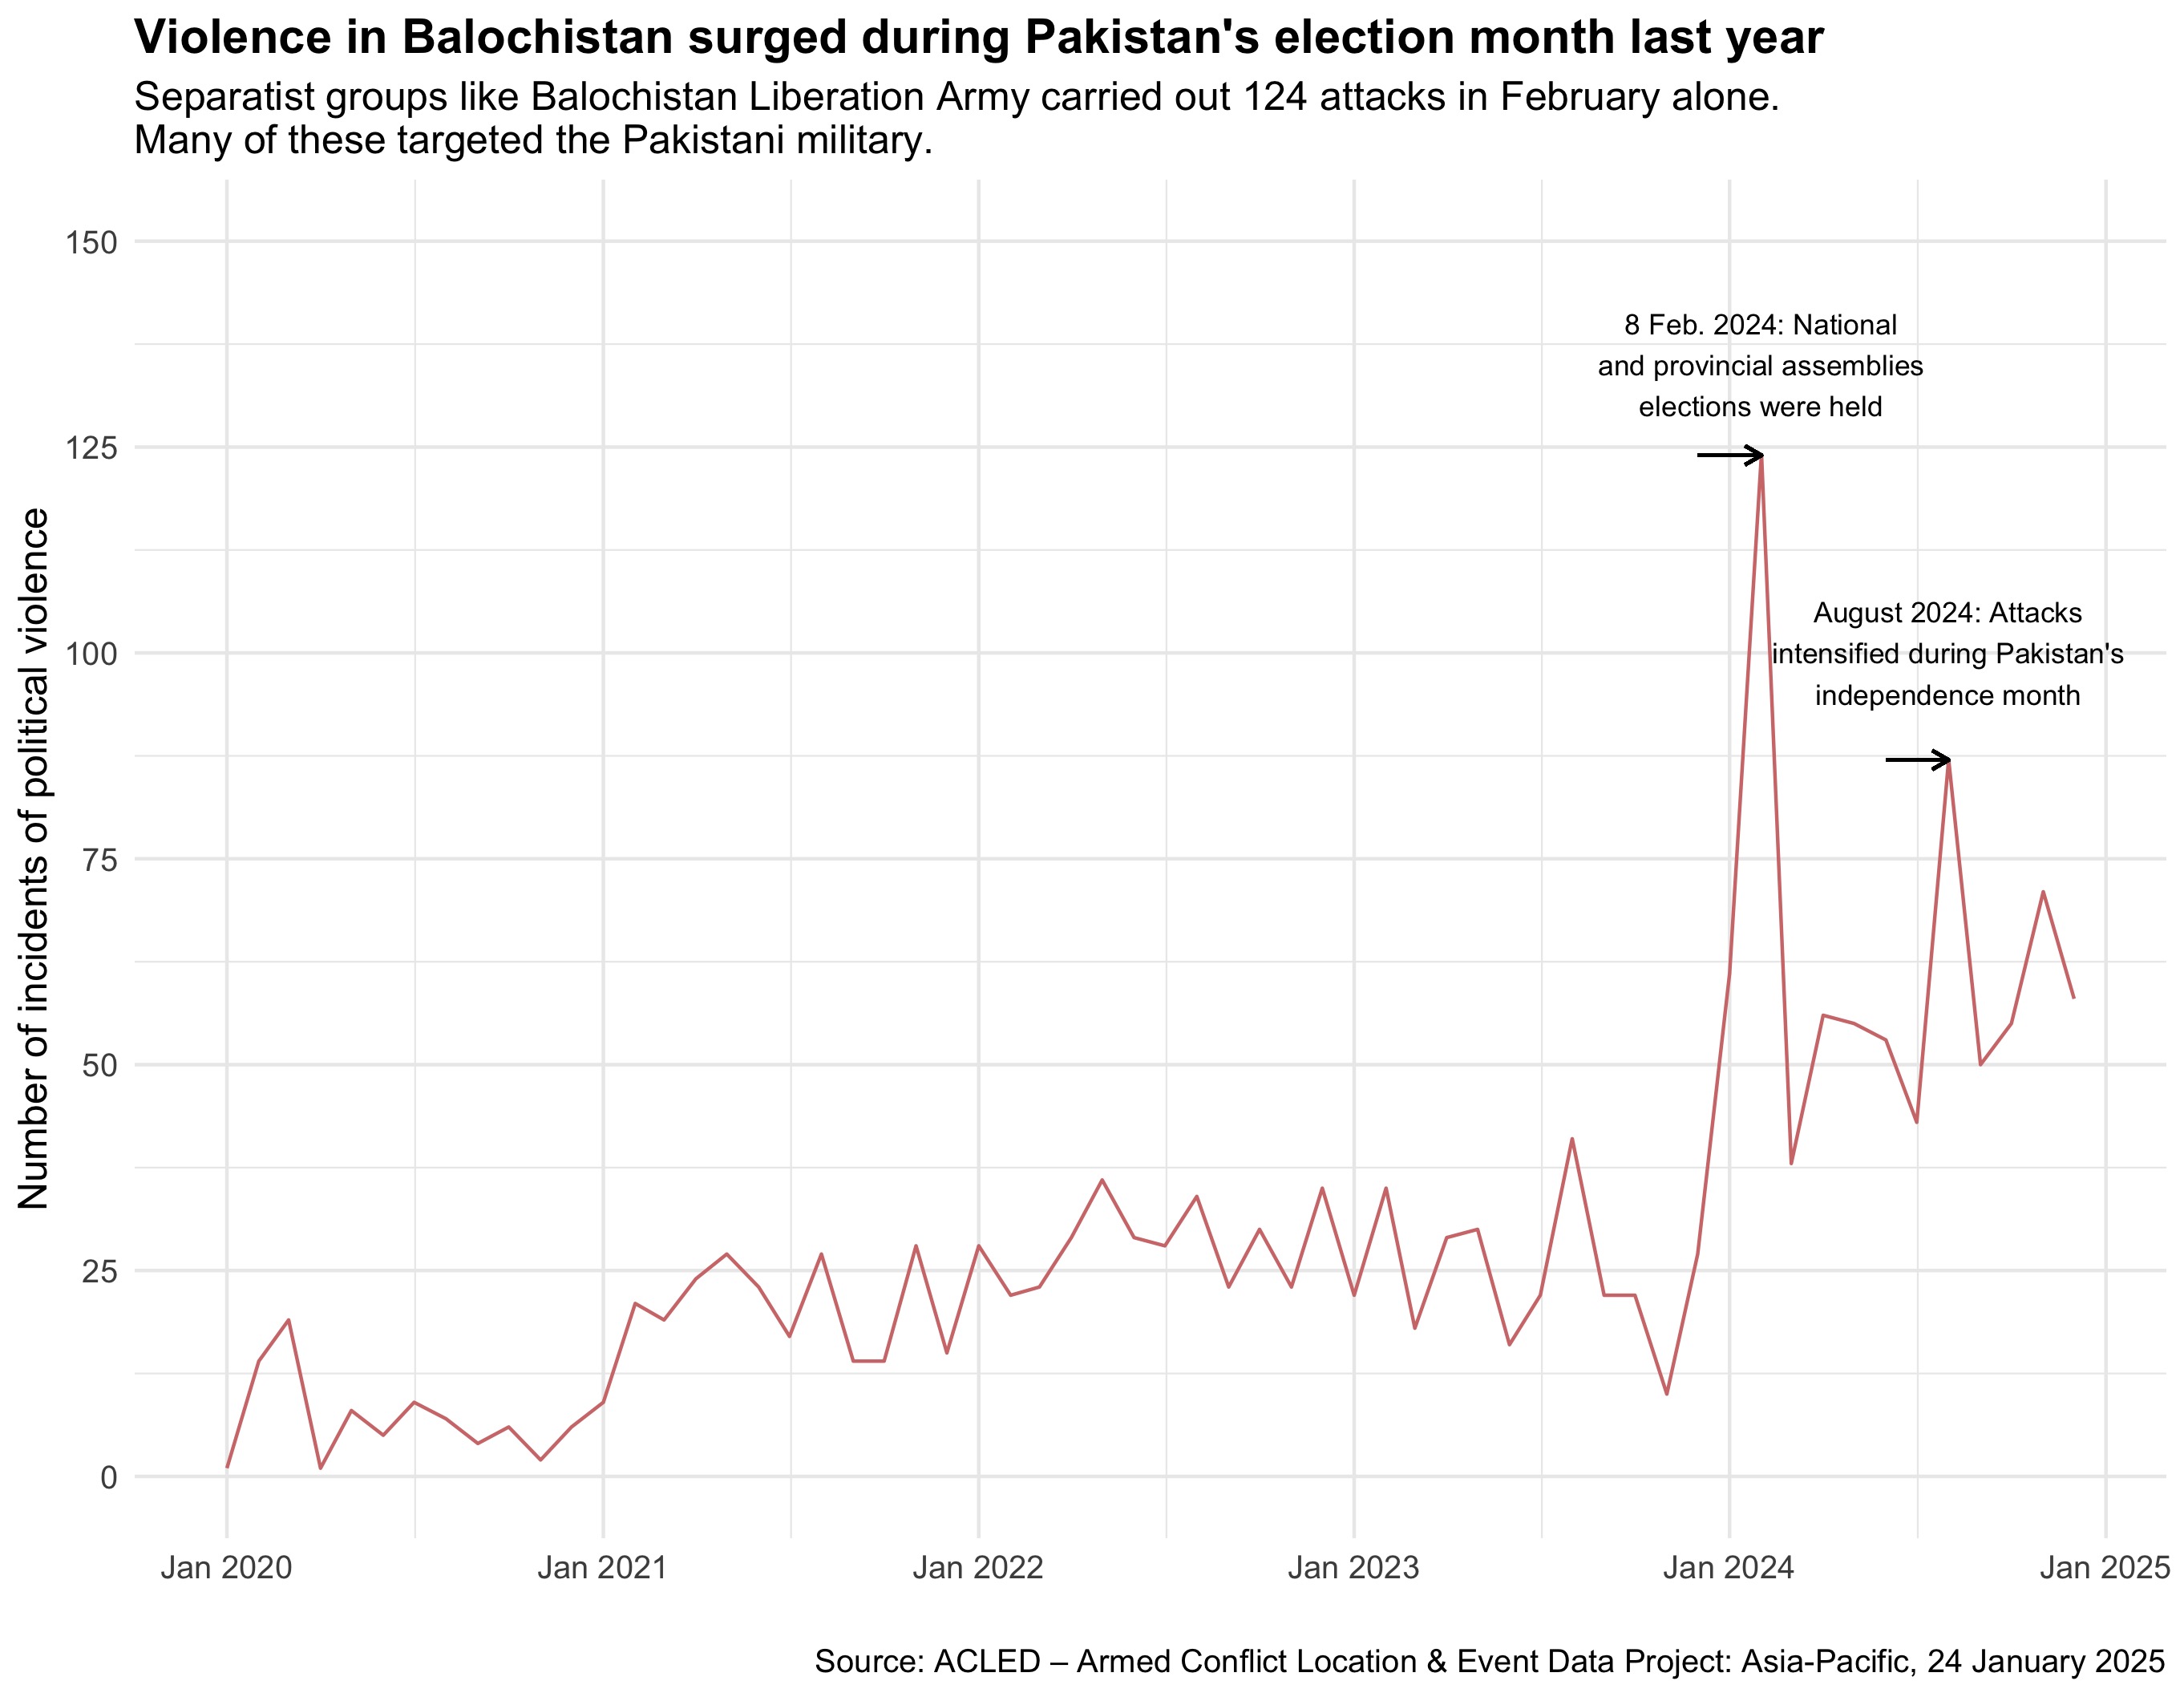 Violence in Balochistan surged during Pakistan's election month last year
Separatist groups like Balochistan Liberation Army carried out 124 attacks in February alone.
Many of these targeted the Pakistani military.
Number of incidents of political violence
150
125
100
75
50
25
0
8 Feb. 2024: National
and provincial assemblies
elections were held
August 2024: Attacks
intensified during Pakistan's
independence month
Jan 2020
Jan 2021
Jan 2022
Jan 2023
Jan 2024
Jan 2025
Source: ACLED – Armed Conflict Location & Event Data Project: Asia-Pacific, 24 January 2025